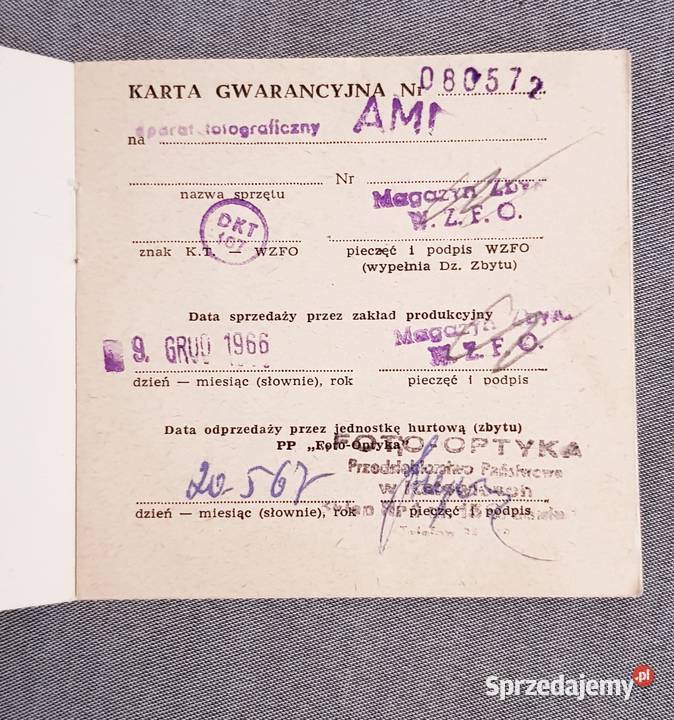 KARTA GWARANCYJNA Nr 080572
na aparat fotograficzny AMI
Nr
nazwa sprzętu
Magazyn Zbytu
W. Z. F. O.
DKT
107
znak K.T. — WZFO
pieczęć i podpis WZFO
(wypełnia Dz. Zbytu)
Data sprzedaży przez zakład produkcyjny
9. GRUD 1966
Magazyn Zbytu
W. Z. F. O.
dzień — miesiąc (słownie), rok
pieczęć i podpis
Data odprzedaży przez jednostkę hurtową (zbytu)
PP „Foto-Optyka"
FOTO-OPTYKA
Przedsiębiorstwo Państwowe
w Katowicach
20-5 67
dzień — miesiąc (słownie), rok
pieczęć i podpis
Sprzedajemy.pl